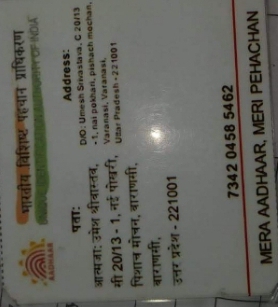 भारतीय विशिष्ट पहचान प्राधिकरण
AADHAAR
पता:
आत्मजा: उमेश श्रीवास्तव,
सी 20/13 - 1, नई पोखरी,
पिशाच मोचन, वाराणसी,
वाराणसी,
उत्तर प्रदेश - 221001
Address:
D/O: Umesh Srivastava, C 20/13
- 1, nai pokhari, pishach mochan,
Varanasi, Varanasi,
Uttar Pradesh - 221001
7342 0458 5462
MERA AADHAAR, MERI PEHACHAN